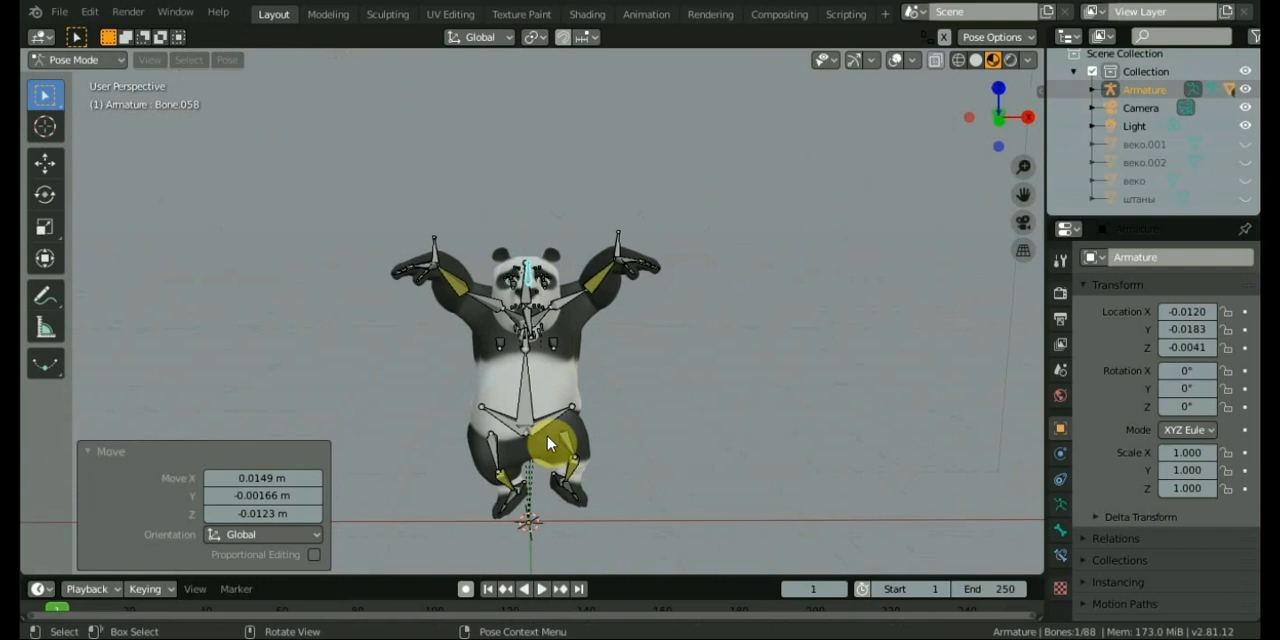 File Edit Render Window Help Layout Modeling Sculpting UV Editing Texture Paint Shading Animation Rendering Compositing Scripting + Scene View Layer
Global X Pose Options
Pose Mode View Select Pose
User Perspective
(1) Armature : Bone.058
Scene Collection
Collection
Armature
Camera
Light
веко.001
веко.002
веко
штаны
Armature
Armature
Transform
Location X -0.0120
Y -0.0183
Z -0.0041
Rotation X 0°
Y 0°
Z 0°
Mode XYZ Eule
Scale X 1.000
Y 1.000
Z 1.000
Delta Transform
Relations
Collections
Instancing
Motion Paths
Move
Move X 0.0149 m
Y -0.00166 m
Z -0.0123 m
Orientation Global
Proportional Editing
Playback Keying View Marker 1 Start 1 End 250
Select Box Select Rotate View Pose Context Menu Armature | Bones:1/88 | Mem: 173.0 MiB | v2.81.12